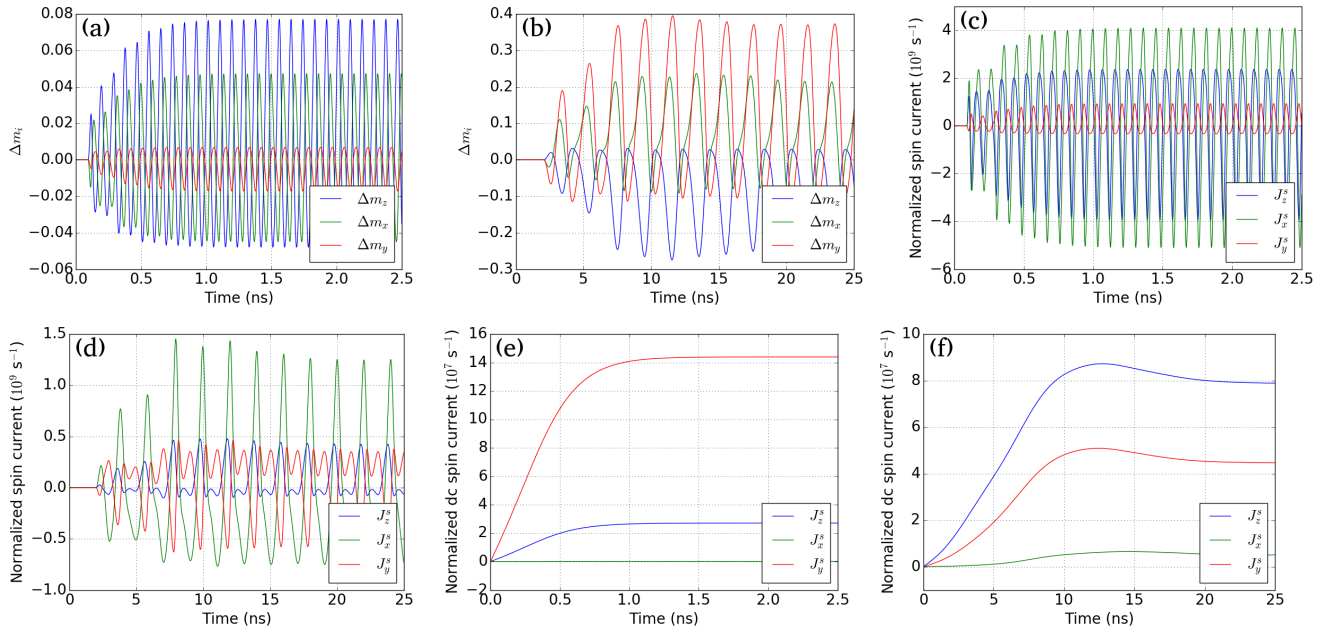 (a)
Δm_i
0.08
0.06
0.04
0.02
0.00
−0.02
−0.04
−0.06
0.0 0.5 1.0 1.5 2.0 2.5
Time (ns)
Δm_z
Δm_x
Δm_y
(b)
Δm_i
0.4
0.3
0.2
0.1
0.0
−0.1
−0.2
−0.3
0 5 10 15 20 25
Time (ns)
Δm_z
Δm_x
Δm_y
(c)
Normalized spin current (10⁹ s⁻¹)
4
2
0
−2
−4
−6
0.0 0.5 1.0 1.5 2.0 2.5
Time (ns)
J_z^s
J_x^s
J_y^s
(d)
Normalized spin current (10⁹ s⁻¹)
1.5
1.0
0.5
0.0
−0.5
−1.0
0 5 10 15 20 25
Time (ns)
J_z^s
J_x^s
J_y^s
(e)
Normalized dc spin current (10⁷ s⁻¹)
16
14
12
10
8
6
4
2
0
−2
0.0 0.5 1.0 1.5 2.0 2.5
Time (ns)
J_z^s
J_x^s
J_y^s
(f)
Normalized dc spin current (10⁷ s⁻¹)
10
8
6
4
2
0
0 5 10 15 20 25
Time (ns)
J_z^s
J_x^s
J_y^s